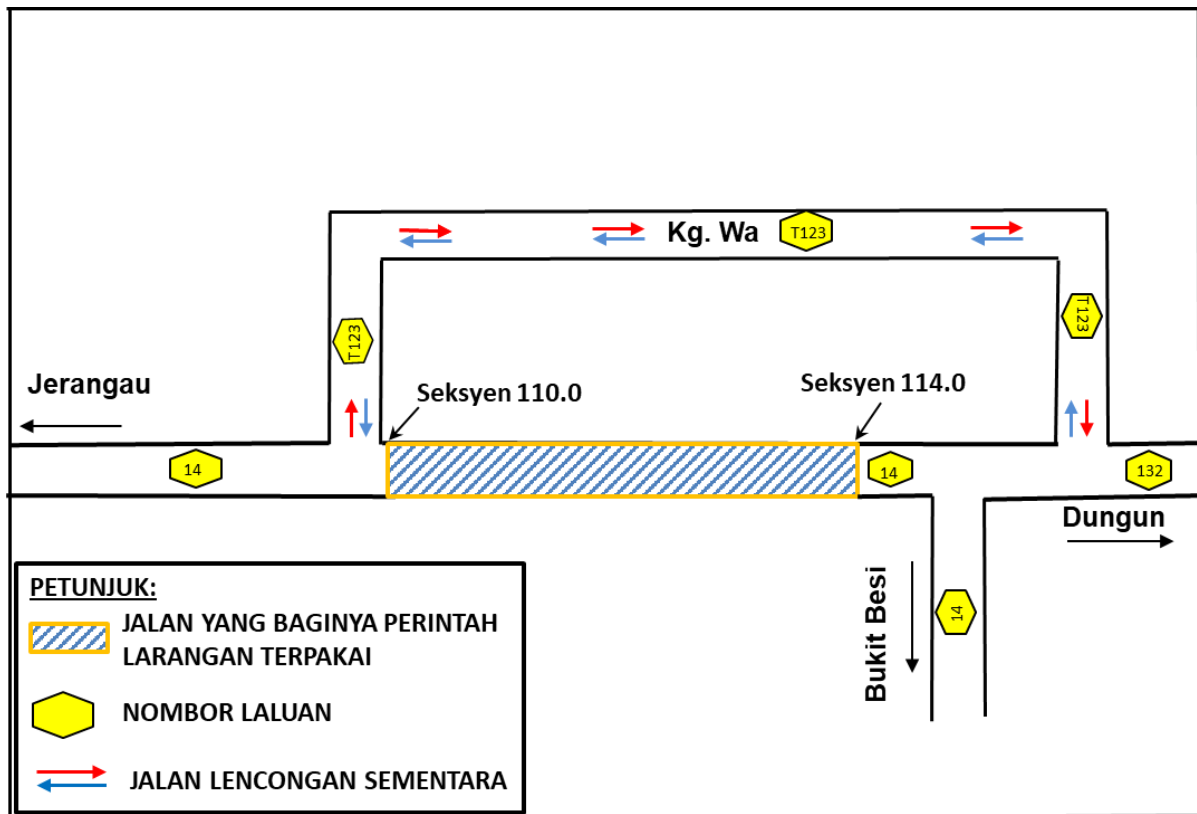 Kg. Wa
T123
T123
T123
Jerangau
Seksyen 110.0
Seksyen 114.0
14
14
132
Dungun
Bukit Besi
14
PETUNJUK:
JALAN YANG BAGINYA PERINTAH
LARANGAN TERPAKAI
NOMBOR LALUAN
JALAN LENCONGAN SEMENTARA